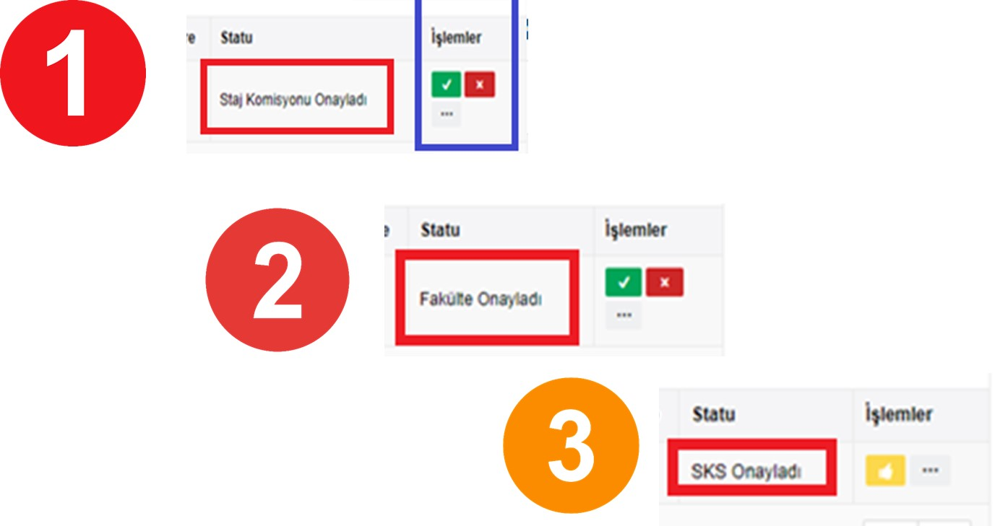 1
Statu İşlemler
Staj Komisyonu Onayladı
...
2
Statu İşlemler
Fakülte Onayladı
...
3
Statu İşlemler
SKS Onayladı
...